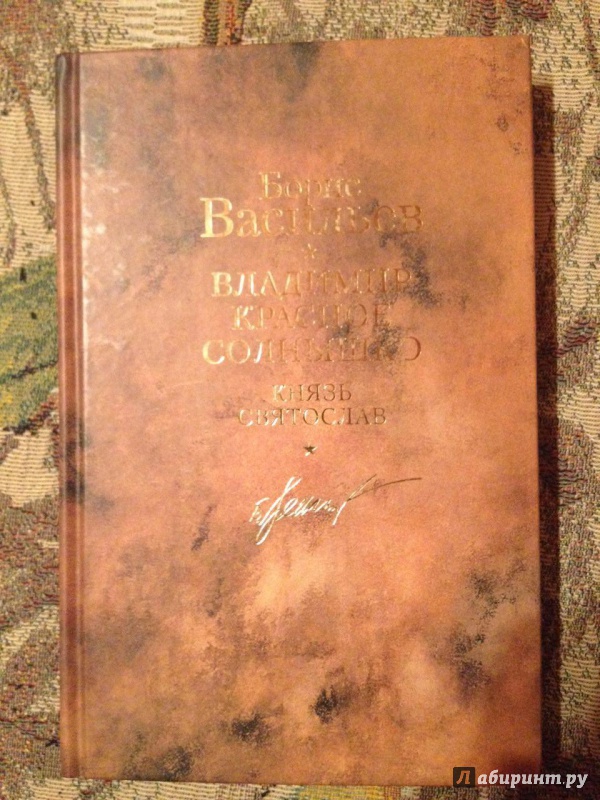 Борис
Васильев
ВЛАДИМИР
КРАСНОЕ
СОЛНЫШКО
КНЯЗЬ
СВЯТОСЛАВ
Лабиринт.ру